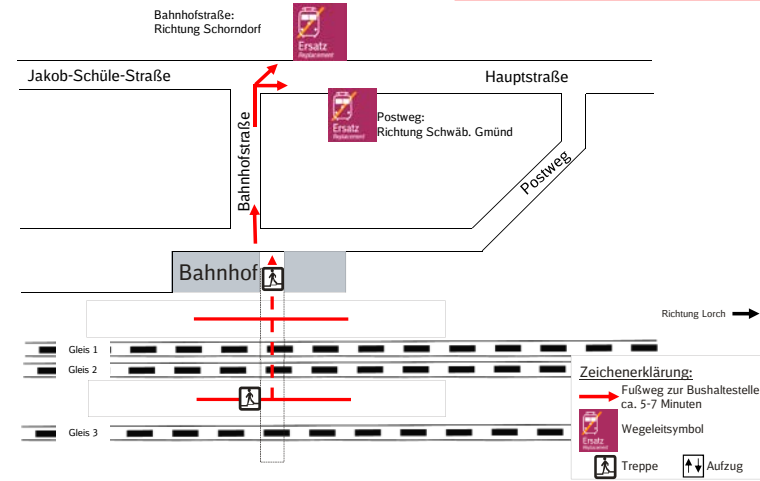 Bahnhofstraße:
Richtung Schorndorf
Ersatz
Replacement
Jakob-Schüle-Straße
Hauptstraße
Ersatz
Replacement
Postweg:
Richtung Schwäb. Gmünd
Bahnhofstraße
Postweg
Bahnhof
Richtung Lorch
Gleis 1
Gleis 2
Gleis 3
Zeichenerklärung:
Fußweg zur Bushaltestelle
ca. 5-7 Minuten
Ersatz
Replacement
Wegeleitsymbol
Treppe
Aufzug